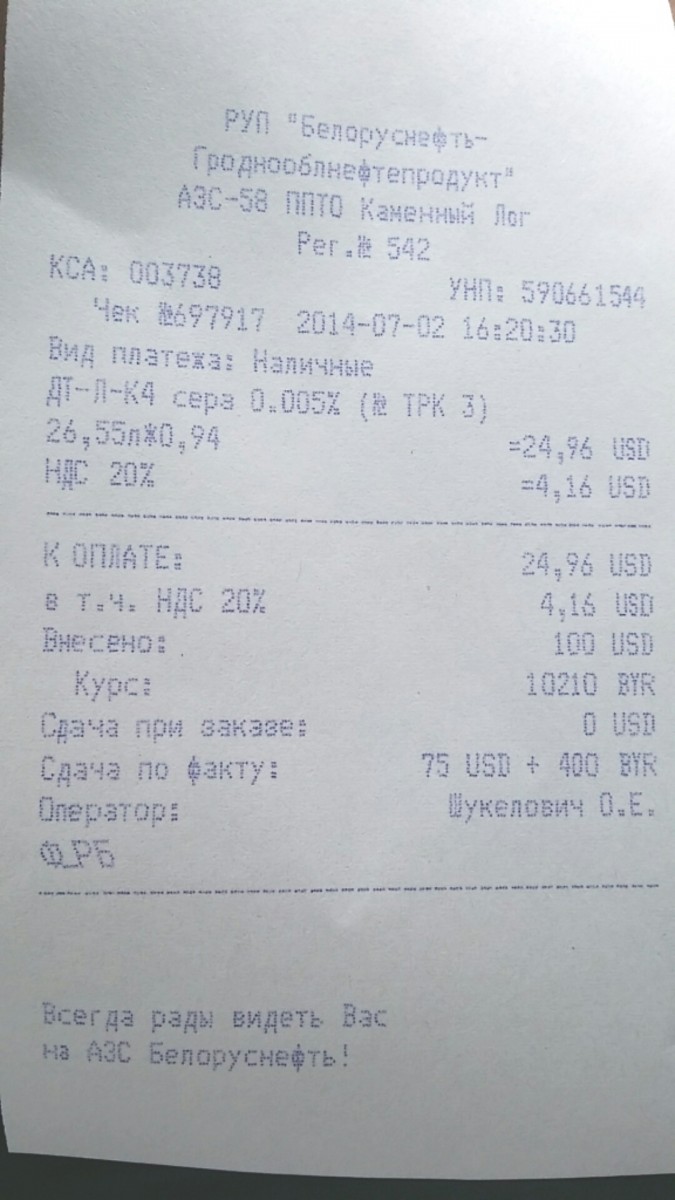 РУП "Белоруснефть-
Гроднооблнефтепродукт"
АЗС-58 ППТО Каменный Лог
Рег.№ 542
КСА: 003738 УНП: 590661544
Чек №697917 2014-07-02 16:20:30
Вид платежа: Наличные
ДТ-Л-К4 сера 0.005% (№ ТРК 3)
26,55л*0,94 =24,96 USD
НДС 20% =4,16 USD
К ОПЛАТЕ: 24,96 USD
в т.ч. НДС 20% 4,16 USD
Внесено: 100 USD
Курс: 10210 BYR
Сдача при заказе: 0 USD
Сдача по факту: 75 USD + 400 BYR
Оператор: Шукелович О.Е.
Ф_РБ
Всегда рады видеть Вас
на АЗС Белоруснефть!